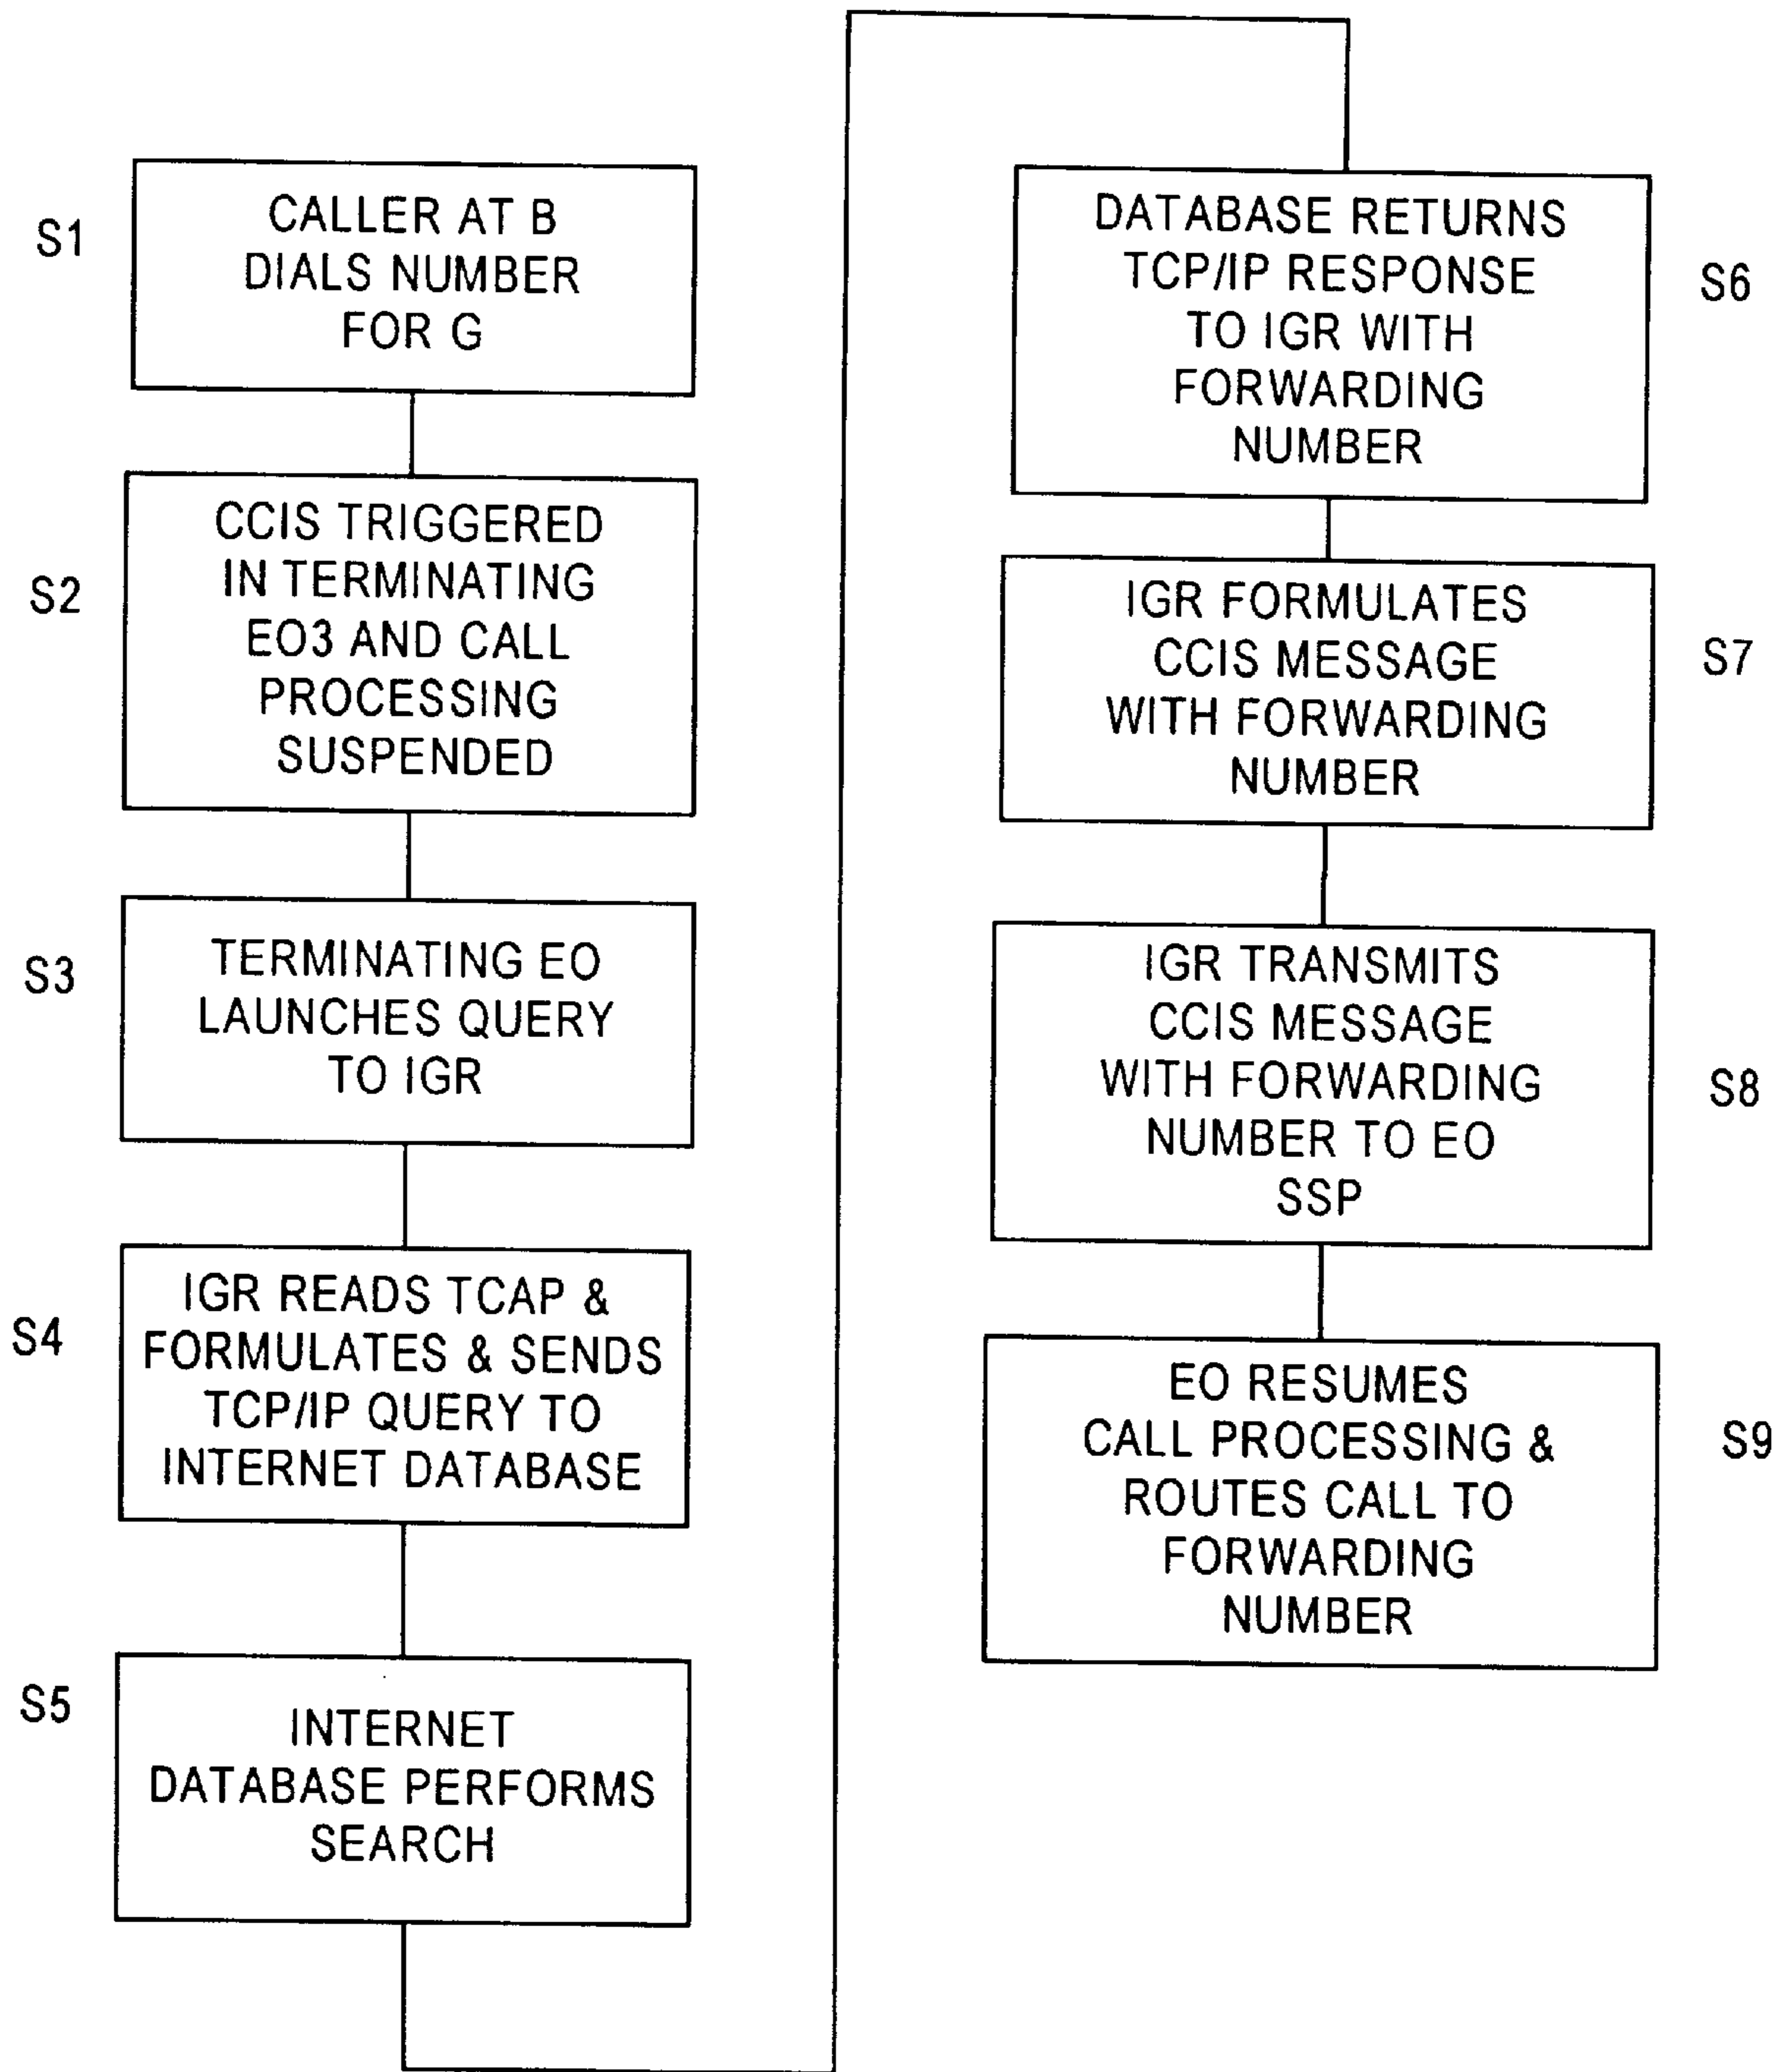 S1
CALLER AT B
DIALS NUMBER
FOR G
S2
CCIS TRIGGERED
IN TERMINATING
EO3 AND CALL
PROCESSING
SUSPENDED
S3
TERMINATING EO
LAUNCHES QUERY
TO IGR
S4
IGR READS TCAP &
FORMULATES & SENDS
TCP/IP QUERY TO
INTERNET DATABASE
S5
INTERNET
DATABASE PERFORMS
SEARCH
DATABASE RETURNS
TCP/IP RESPONSE
TO IGR WITH
FORWARDING
NUMBER
S6
IGR FORMULATES
CCIS MESSAGE
WITH FORWARDING
NUMBER
S7
IGR TRANSMITS
CCIS MESSAGE
WITH FORWARDING
NUMBER TO EO
SSP
S8
EO RESUMES
CALL PROCESSING &
ROUTES CALL TO
FORWARDING
NUMBER
S9